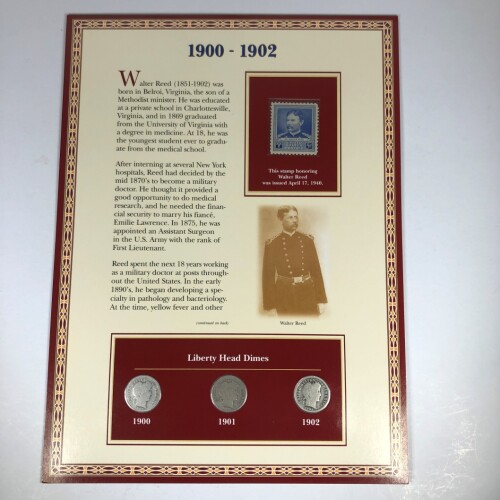 1900 - 1902
Walter Reed (1851-1902) was
born in Belroi, Virginia, the son of a
Methodist minister. He was educated
at a private school in Charlottesville,
Virginia, and in 1869 graduated
from the University of Virginia with
a degree in medicine. At 18, he was
the youngest student ever to gradu-
ate from the medical school.
After interning at several New York
hospitals, Reed had decided by the
mid 1870's to become a military
doctor. He thought it provided a
good opportunity to do medical
research, and he needed the finan-
cial security to marry his fiancé,
Emilie Lawrence. In 1875, he was
appointed an Assistant Surgeon
in the U.S. Army with the rank of
First Lieutenant.
Reed spent the next 18 years working
as a military doctor at posts through-
out the United States. In the early
1890's, he began developing a spe-
cialty in pathology and bacteriology.
At the time, yellow fever and other
(continued on back)
This stamp honoring
Walter Reed
was issued April 17, 1940.
Walter Reed
Liberty Head Dimes
1900
1901
1902